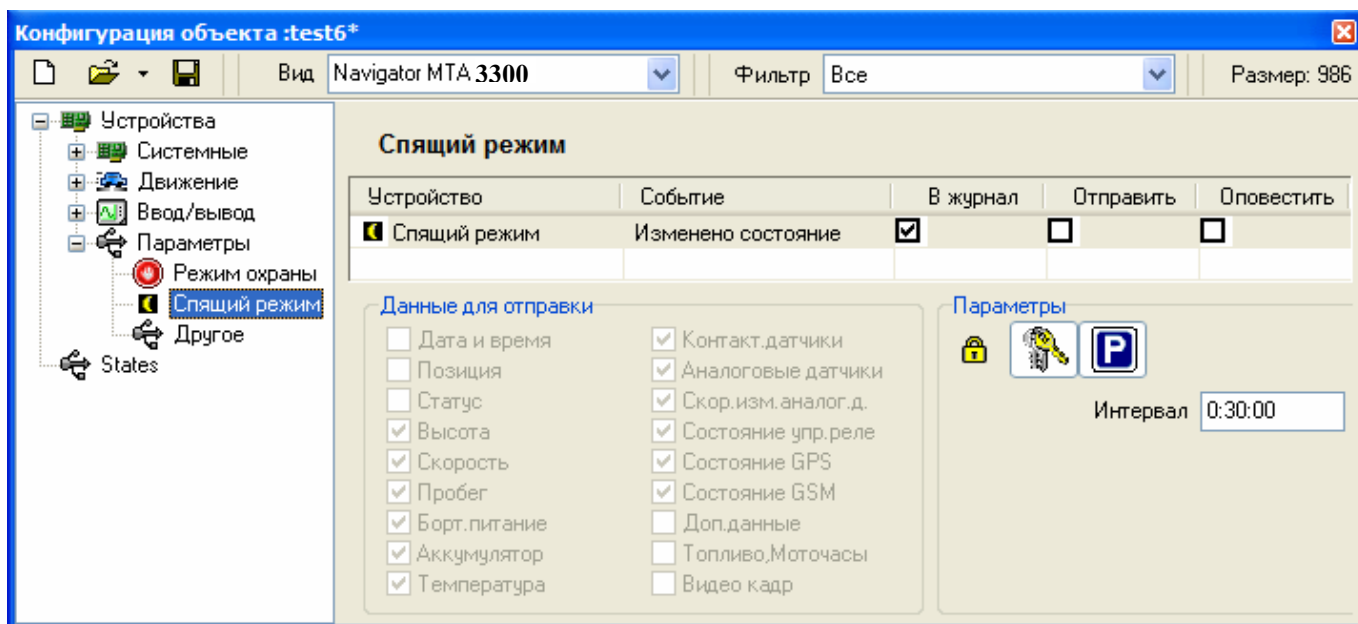 Конфигурация объекта :test6*
Вид Navigator MTA 3300 Фильтр Все Размер: 986
Устройства
Системные
Движение
Ввод/вывод
Параметры
Режим охраны
Спящий режим
Другое
States
Спящий режим
Устройство Событие В журнал Отправить Оповестить
Спящий режим Изменено состояние
Данные для отправки
Дата и время Контакт.датчики
Позиция Аналоговые датчики
Статус Скор.изм.аналог.д.
Высота Состояние упр.реле
Скорость Состояние GPS
Пробег Состояние GSM
Борт.питание Доп.данные
Аккумулятор Топливо,Моточасы
Температура Видео кадр
Параметры
P
Интервал 0:30:00